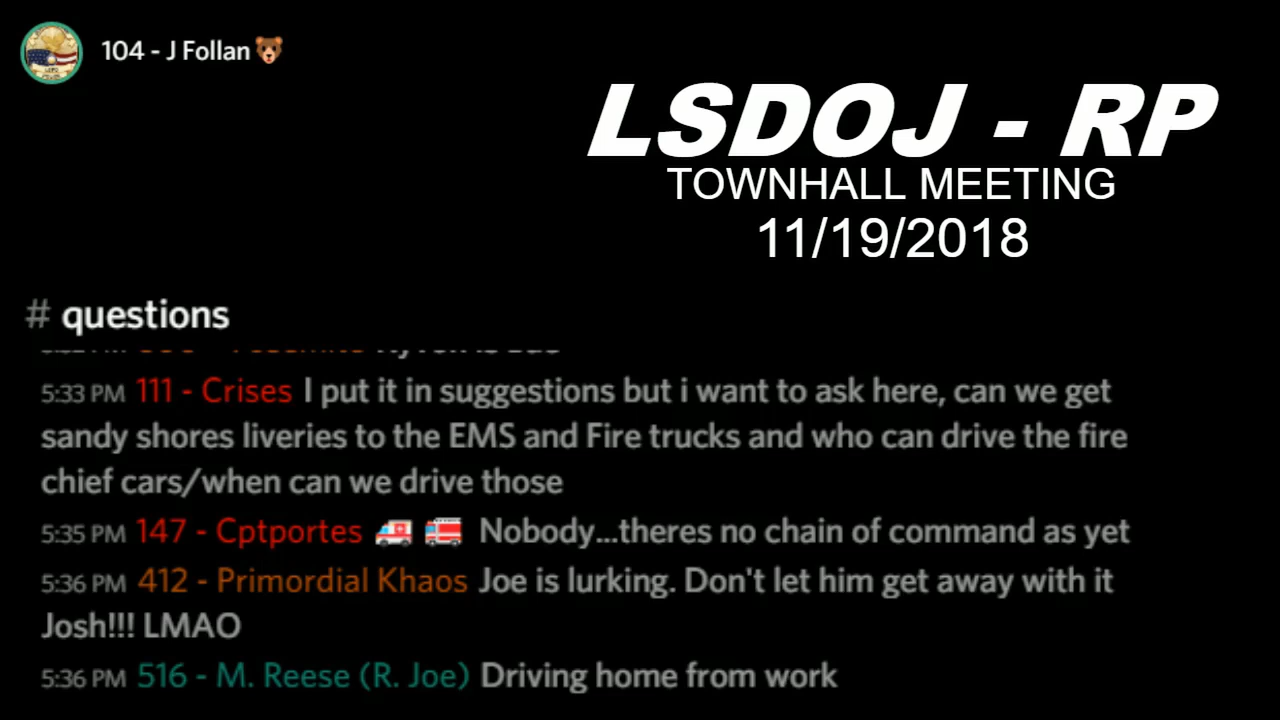 104 - J Follan🐻
LSDOJ - RP
TOWNHALL MEETING
11/19/2018
# questions
5:33 PM 111 - Crises I put it in suggestions but i want to ask here, can we get
sandy shores liveries to the EMS and Fire trucks and who can drive the fire
chief cars/when can we drive those
5:35 PM 147 - Cptportes 🚑 🚒 Nobody...theres no chain of command as yet
5:36 PM 412 - Primordial Khaos Joe is lurking. Don't let him get away with it
Josh!!! LMAO
5:36 PM 516 - M. Reese (R. Joe) Driving home from work